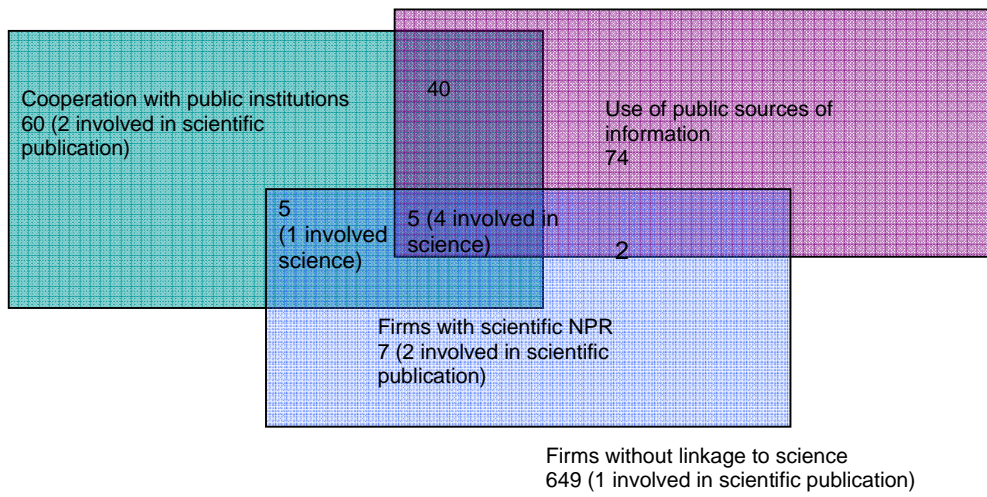 Cooperation with public institutions
60 (2 involved in scientific
publication)
40
Use of public sources of
information
74
5
(1 involved
science)
5 (4 involved in
science)
2
Firms with scientific NPR
7 (2 involved in scientific
publication)
Firms without linkage to science
649 (1 involved in scientific publication)